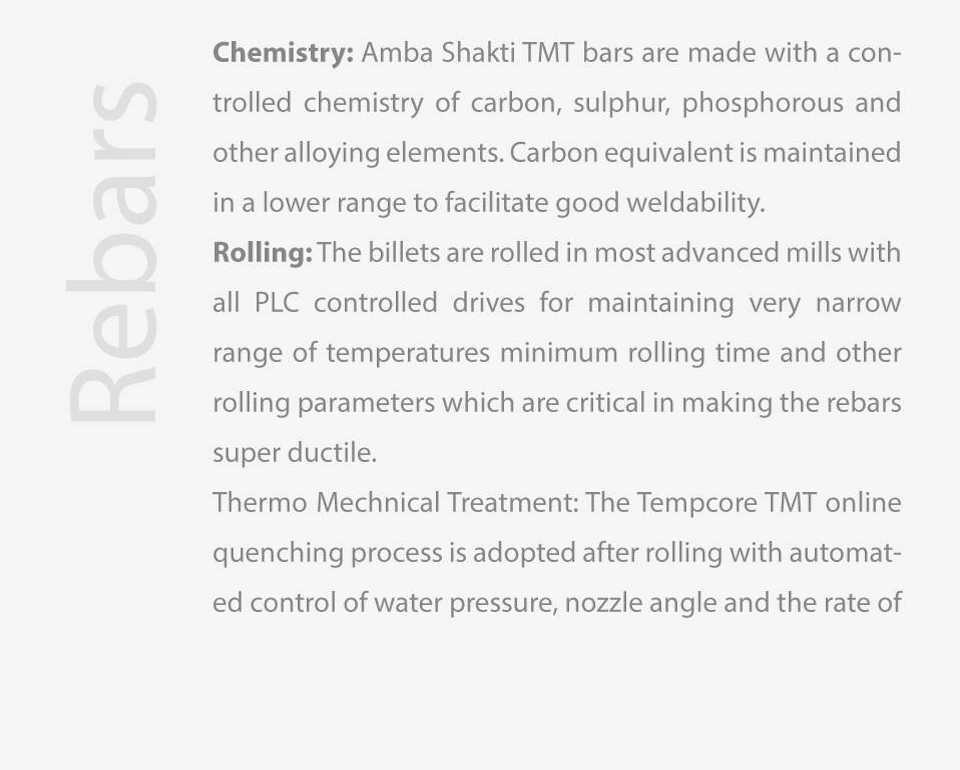 Rebars
Chemistry: Amba Shakti TMT bars are made with a con-
trolled chemistry of carbon, sulphur, phosphorous and
other alloying elements. Carbon equivalent is maintained
in a lower range to facilitate good weldability.
Rolling: The billets are rolled in most advanced mills with
all PLC controlled drives for maintaining very narrow
range of temperatures minimum rolling time and other
rolling parameters which are critical in making the rebars
super ductile.
Thermo Mechnical Treatment: The Tempcore TMT online
quenching process is adopted after rolling with automat-
ed control of water pressure, nozzle angle and the rate of